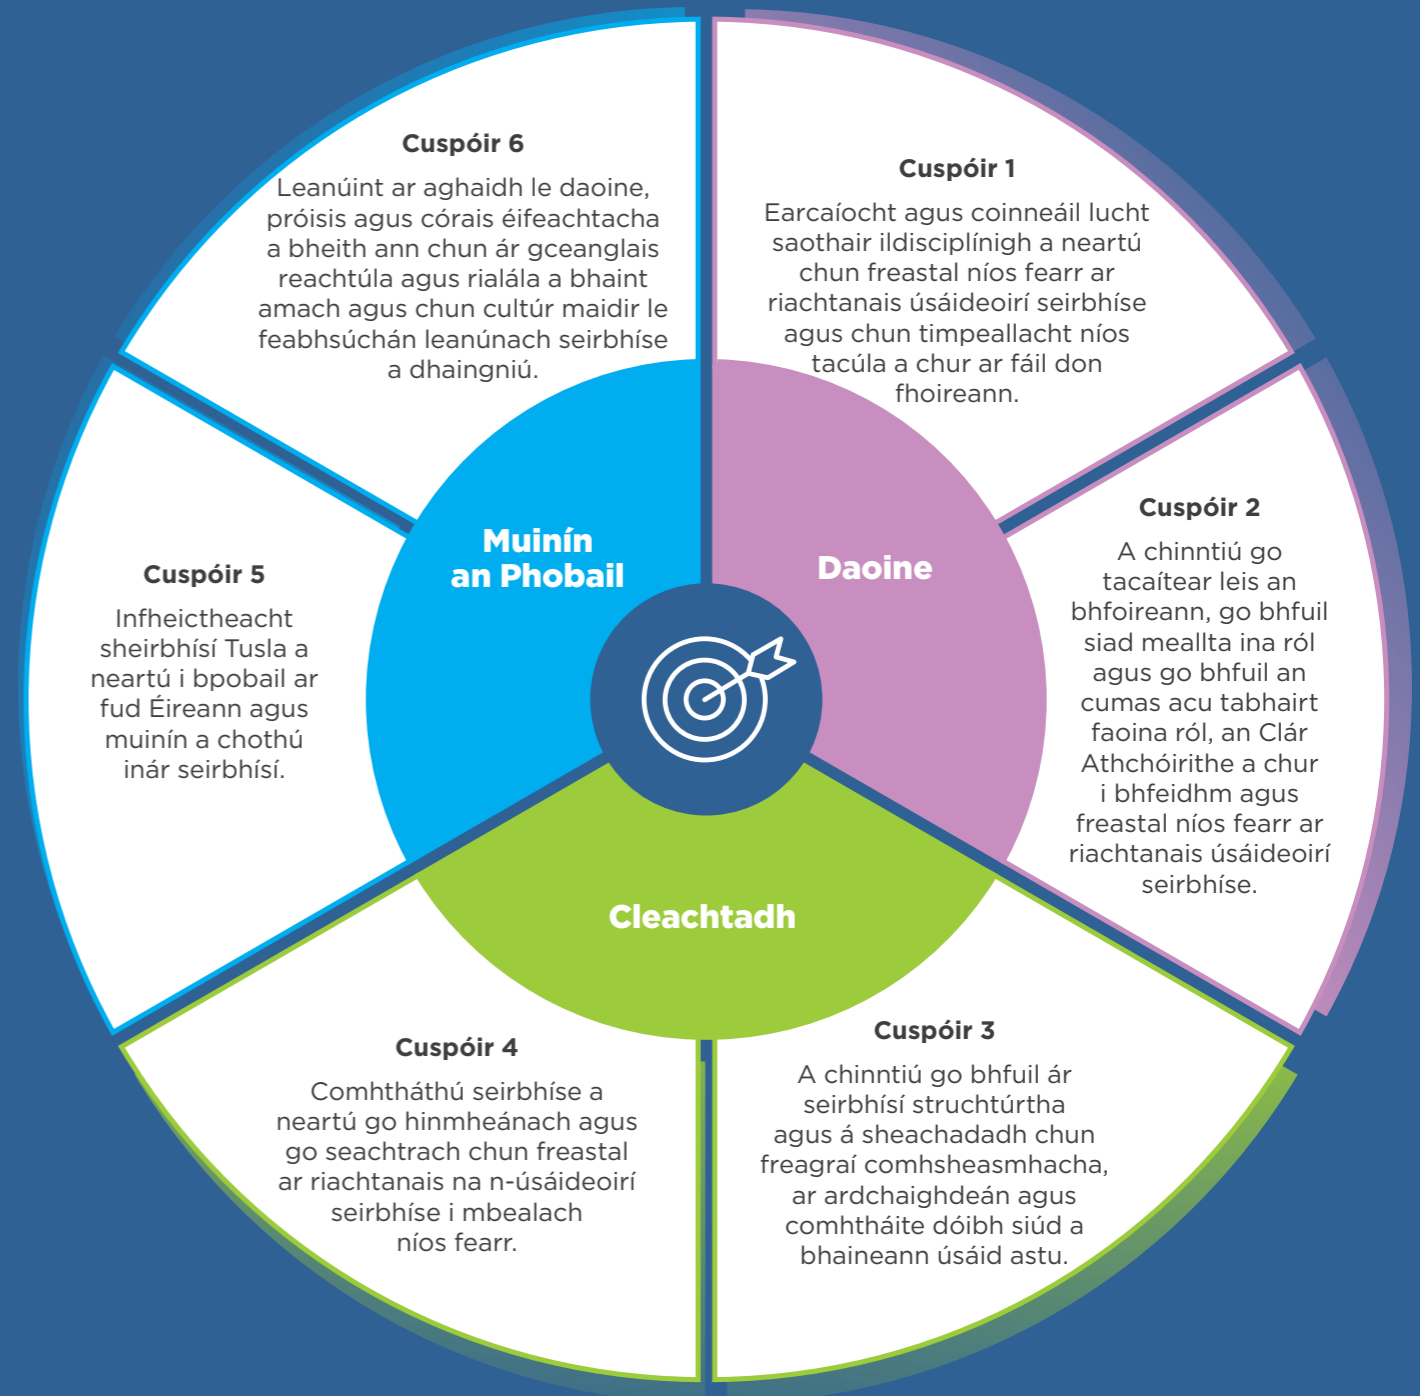 Cuspóir 1
Earcaíocht agus coinneáil lucht
saothair ildisciplínigh a neartú
chun freastal níos fearr ar
riachtanais úsáideoirí seirbhíse
agus chun timpeallacht níos
tacúla a chur ar fáil don
fhoireann.
Cuspóir 2
A chinntiú go
tacaítear leis an
bhfoireann, go bhfuil
siad meallta ina ról
agus go bhfuil an
cumas acu tabhairt
faoina ról, an Clár
Athchóirithe a chur
i bhfeidhm agus
freastal níos fearr ar
riachtanais úsáideoirí
seirbhíse.
Cuspóir 3
A chinntiú go bhfuil ár
seirbhísí struchtúrtha
agus á sheachadadh chun
freagraí comhsheasmhacha,
ar ardchaighdeán agus
comhtháite dóibh siúd a
bhaineann úsáid astu.
Cuspóir 4
Comhtháthú seirbhíse a
neartú go hinmheánach agus
go seachtrach chun freastal
ar riachtanais na n-úsáideoirí
seirbhíse i mbealach
níos fearr.
Cuspóir 5
Infheictheacht
sheirbhísí Tusla a
neartú i bpobail ar
fud Éireann agus
muinín a chothú
inár seirbhísí.
Cuspóir 6
Leanúint ar aghaidh le daoine,
próisis agus córais éifeachtacha
a bheith ann chun ár gceanglais
reachtúla agus rialála a bhaint
amach agus chun cultúr maidir le
feabhsúchán leanúnach seirbhíse
a dhaingniú.
Muinín
an Phobail
Daoine
Cleachtadh